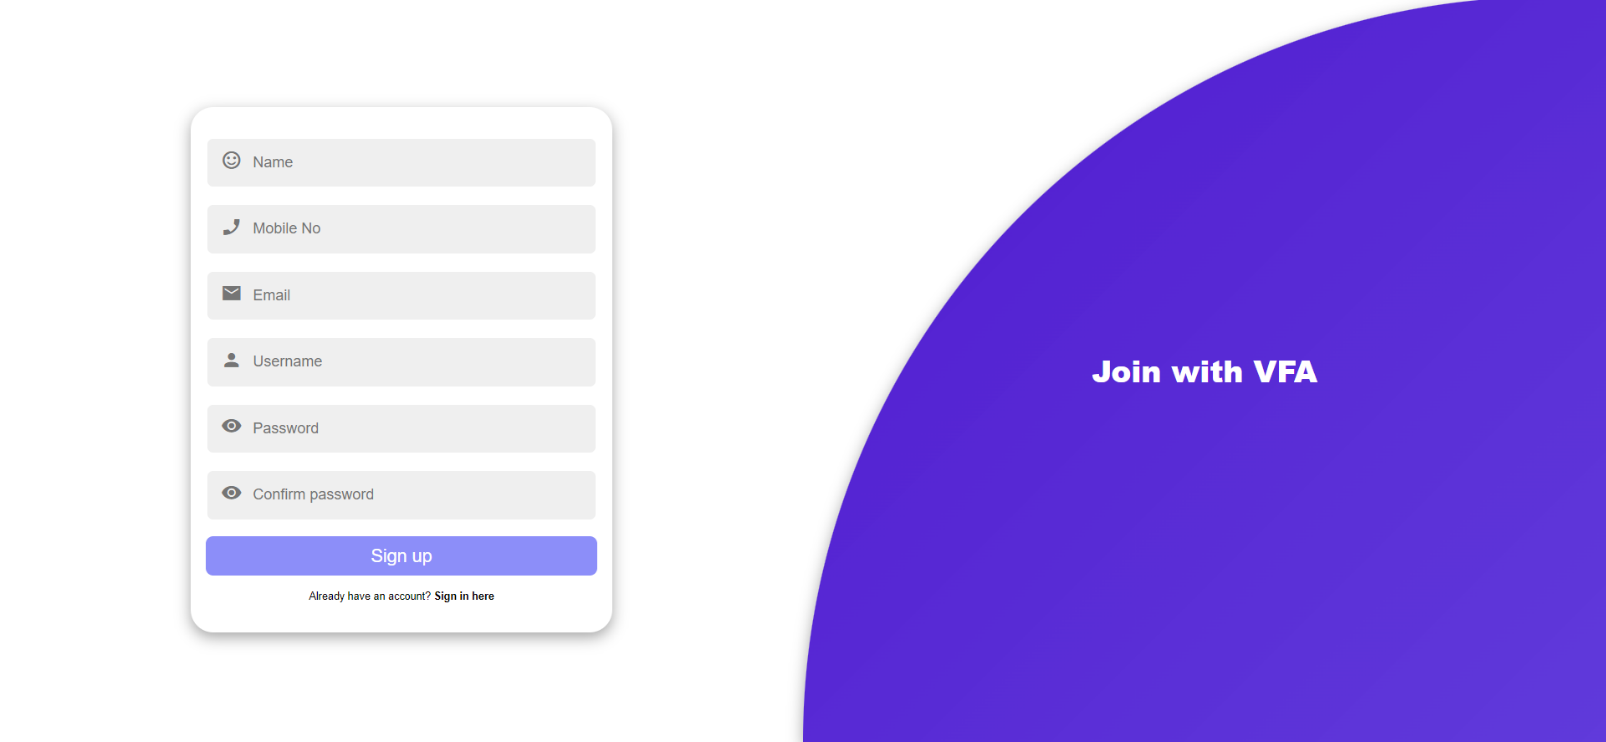 Name
Mobile No
Email
Username
Password
Confirm password
Sign up
Already have an account? Sign in here
Join with VFA